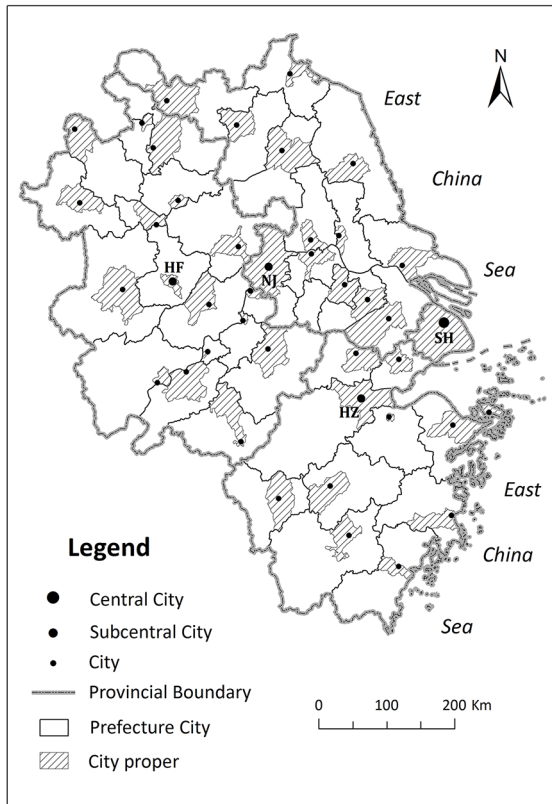 N
East
China
Sea
HF
NJ
SH
HZ
East
China
Sea
Legend
Central City
Subcentral City
City
Provincial Boundary
Prefecture City
City proper
0 100 200 Km